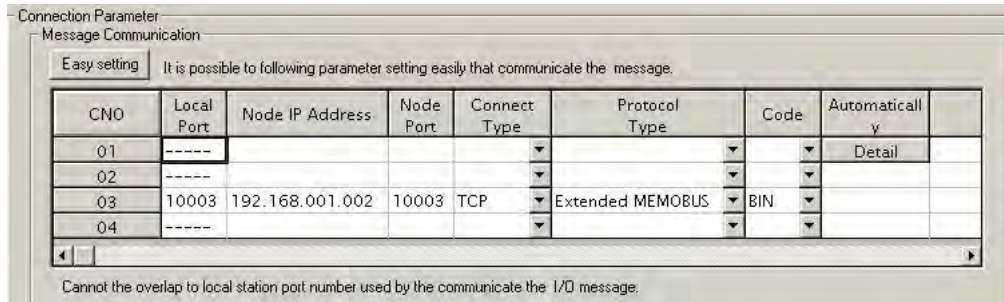 Connection Parameter
Message Communication
Easy setting It is possible to following parameter setting easily that communicate the message.
CNO Local Port Node IP Address Node Port Connect Type Protocol Type Code Automaticall y
01 ----- Detail
02 -----
03 10003 192.168.001.002 10003 TCP Extended MEMOBUS BIN
04 -----
Cannot the overlap to local station port number used by the communicate the I/O message.